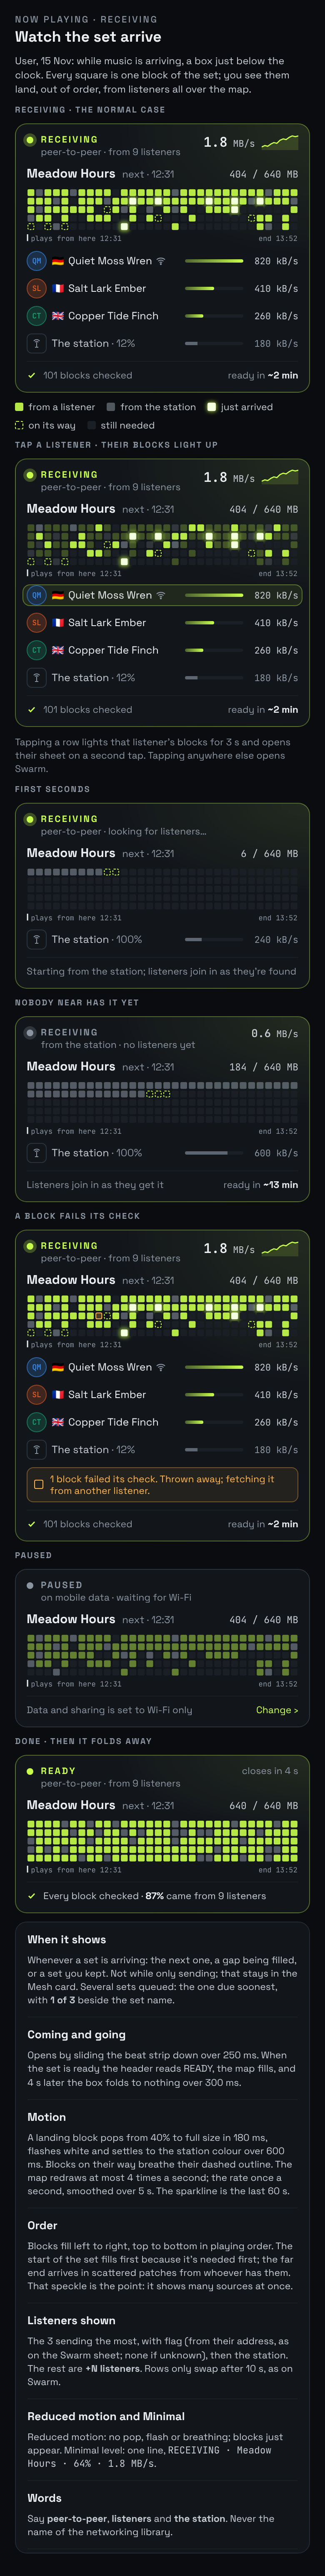 NOW PLAYING · RECEIVING
Watch the set arrive
User, 15 Nov: while music is arriving, a box just below the
clock. Every square is one block of the set; you see them
land, out of order, from listeners all over the map.
RECEIVING · THE NORMAL CASE
RECEIVING
1.8 MB/s
peer-to-peer · from 9 listeners
Meadow Hours next · 12:31
404 / 640 MB
plays from here 12:31
end 13:52
QM Quiet Moss Wren
820 kB/s
SL Salt Lark Ember
410 kB/s
CT Copper Tide Finch
260 kB/s
The station · 12%
180 kB/s
101 blocks checked
ready in ~2 min
from a listener
from the station
just arrived
on its way
still needed
TAP A LISTENER · THEIR BLOCKS LIGHT UP
RECEIVING
1.8 MB/s
peer-to-peer · from 9 listeners
Meadow Hours next · 12:31
404 / 640 MB
plays from here 12:31
end 13:52
QM Quiet Moss Wren
820 kB/s
SL Salt Lark Ember
410 kB/s
CT Copper Tide Finch
260 kB/s
The station · 12%
180 kB/s
101 blocks checked
ready in ~2 min
Tapping a row lights that listener's blocks for 3 s and opens
their sheet on a second tap. Tapping anywhere else opens
Swarm.
FIRST SECONDS
RECEIVING
peer-to-peer · looking for listeners…
Meadow Hours next · 12:31
6 / 640 MB
plays from here 12:31
end 13:52
The station · 100%
240 kB/s
Starting from the station; listeners join in as they're found
NOBODY NEAR HAS IT YET
RECEIVING
0.6 MB/s
from the station · no listeners yet
Meadow Hours next · 12:31
184 / 640 MB
plays from here 12:31
end 13:52
The station · 100%
600 kB/s
Listeners join in as they get it
ready in ~13 min
A BLOCK FAILS ITS CHECK
RECEIVING
1.8 MB/s
peer-to-peer · from 9 listeners
Meadow Hours next · 12:31
404 / 640 MB
plays from here 12:31
end 13:52
QM Quiet Moss Wren
820 kB/s
SL Salt Lark Ember
410 kB/s
CT Copper Tide Finch
260 kB/s
The station · 12%
180 kB/s
1 block failed its check. Thrown away; fetching it
from another listener.
101 blocks checked
ready in ~2 min
PAUSED
PAUSED
on mobile data · waiting for Wi-Fi
Meadow Hours next · 12:31
404 / 640 MB
plays from here 12:31
end 13:52
Data and sharing is set to Wi-Fi only
Change ›
DONE · THEN IT FOLDS AWAY
READY
closes in 4 s
peer-to-peer · from 9 listeners
Meadow Hours next · 12:31
640 / 640 MB
plays from here 12:31
end 13:52
Every block checked · 87% came from 9 listeners
When it shows
Whenever a set is arriving: the next one, a gap being filled,
or a set you kept. Not while only sending; that stays in the
Mesh card. Several sets queued: the one due soonest,
with 1 of 3 beside the set name.
Coming and going
Opens by sliding the beat strip down over 250 ms. When
the set is ready the header reads READY, the map fills, and
4 s later the box folds to nothing over 300 ms.
Motion
A landing block pops from 40% to full size in 180 ms,
flashes white and settles to the station colour over 600
ms. Blocks on their way breathe their dashed outline. The
map redraws at most 4 times a second; the rate once a
second, smoothed over 5 s. The sparkline is the last 60 s.
Order
Blocks fill left to right, top to bottom in playing order. The
start of the set fills first because it's needed first; the far
end arrives in scattered patches from whoever has them.
That speckle is the point: it shows many sources at once.
Listeners shown
The 3 sending the most, with flag (from their address, as
on the Swarm sheet; none if unknown), then the station.
The rest are +N listeners. Rows only swap after 10 s, as on
Swarm.
Reduced motion and Minimal
Reduced motion: no pop, flash or breathing; blocks just
appear. Minimal level: one line, RECEIVING · Meadow
Hours · 64% · 1.8 MB/s.
Words
Say peer-to-peer, listeners and the station. Never the
name of the networking library.